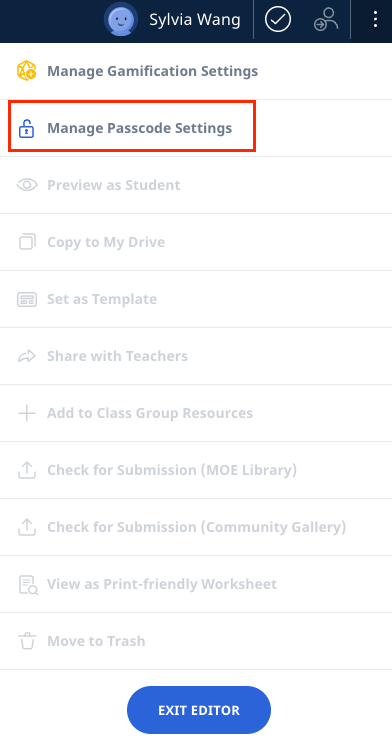 Sylvia Wang
Manage Gamification Settings
Manage Passcode Settings
Preview as Student
Copy to My Drive
Set as Template
Share with Teachers
Add to Class Group Resources
Check for Submission (MOE Library)
Check for Submission (Community Gallery)
View as Print-friendly Worksheet
Move to Trash
EXIT EDITOR